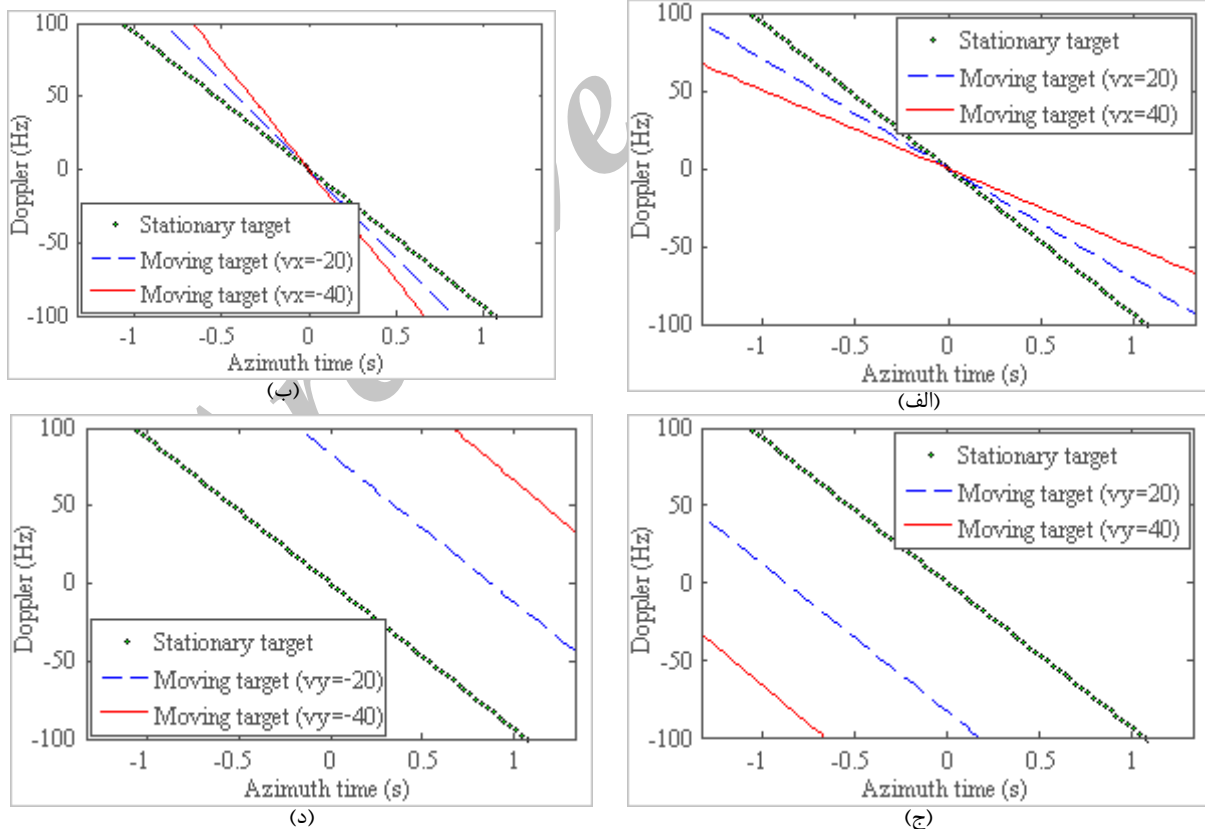 100
50
0
-50
-100
Doppler (Hz)
Stationary target
Moving target (vx=-20)
Moving target (vx=-40)
-1
-0.5
0
0.5
1
Azimuth time (s)
(ب)
100
50
0
-50
-100
Doppler (Hz)
Stationary target
Moving target (vx=20)
Moving target (vx=40)
-1
-0.5
0
0.5
1
Azimuth time (s)
(الف)
100
50
0
-50
-100
Doppler (Hz)
Stationary target
Moving target (vy=-20)
Moving target (vy=-40)
-1
-0.5
0
0.5
1
Azimuth time (s)
(د)
100
50
0
-50
-100
Doppler (Hz)
Stationary target
Moving target (vy=20)
Moving target (vy=40)
-1
-0.5
0
0.5
1
Azimuth time (s)
(ج)